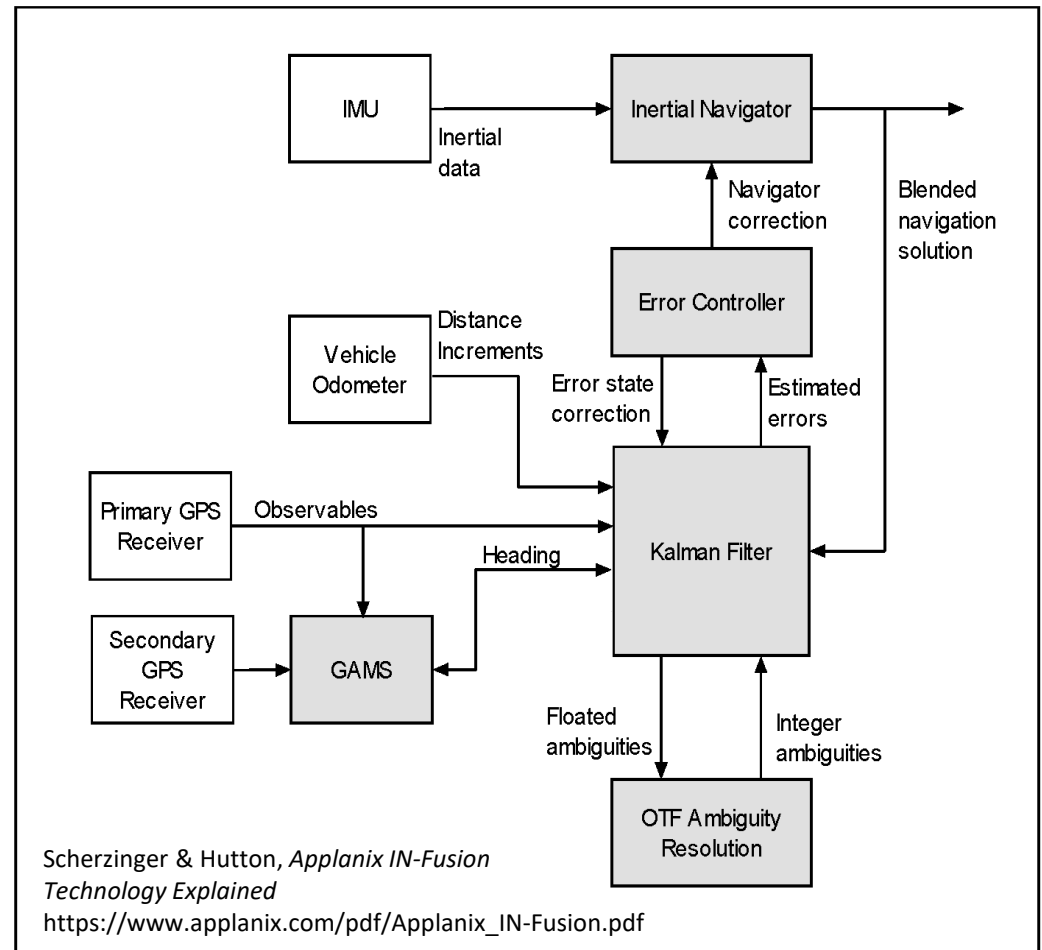 IMU
Inertial
data
Inertial Navigator
Navigator
correction
Blended
navigation
solution
Error Controller
Distance
Increments
Vehicle
Odometer
Error state
correction
Estimated
errors
Primary GPS
Receiver
Observables
Heading
Kalman Filter
Secondary
GPS
Receiver
GAMS
Floated
ambiguities
Integer
ambiguities
OTF Ambiguity
Resolution
Scherzinger & Hutton, Applanix IN-Fusion
Technology Explained
https://www.applanix.com/pdf/Applanix_IN-Fusion.pdf